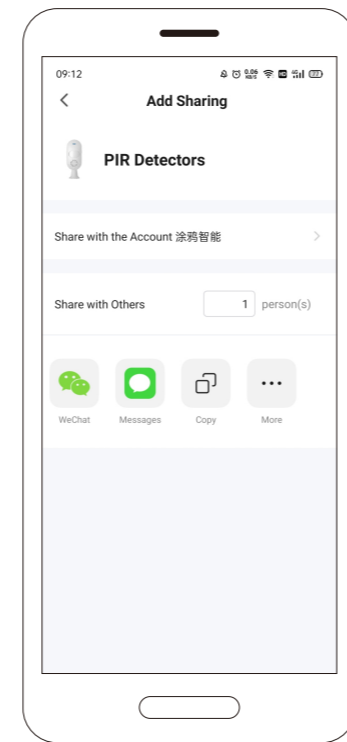 09:12
Add Sharing
PIR Detectors
Share with the Account 涂鸦智能
Share with Others 1 person(s)
WeChat Messages Copy More